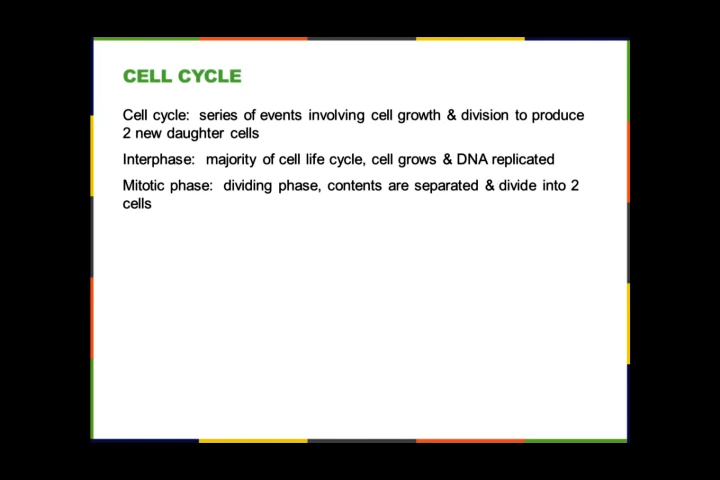 CELL CYCLE
Cell cycle: series of events involving cell growth & division to produce
2 new daughter cells
Interphase: majority of cell life cycle, cell grows & DNA replicated
Mitotic phase: dividing phase, contents are separated & divide into 2
cells